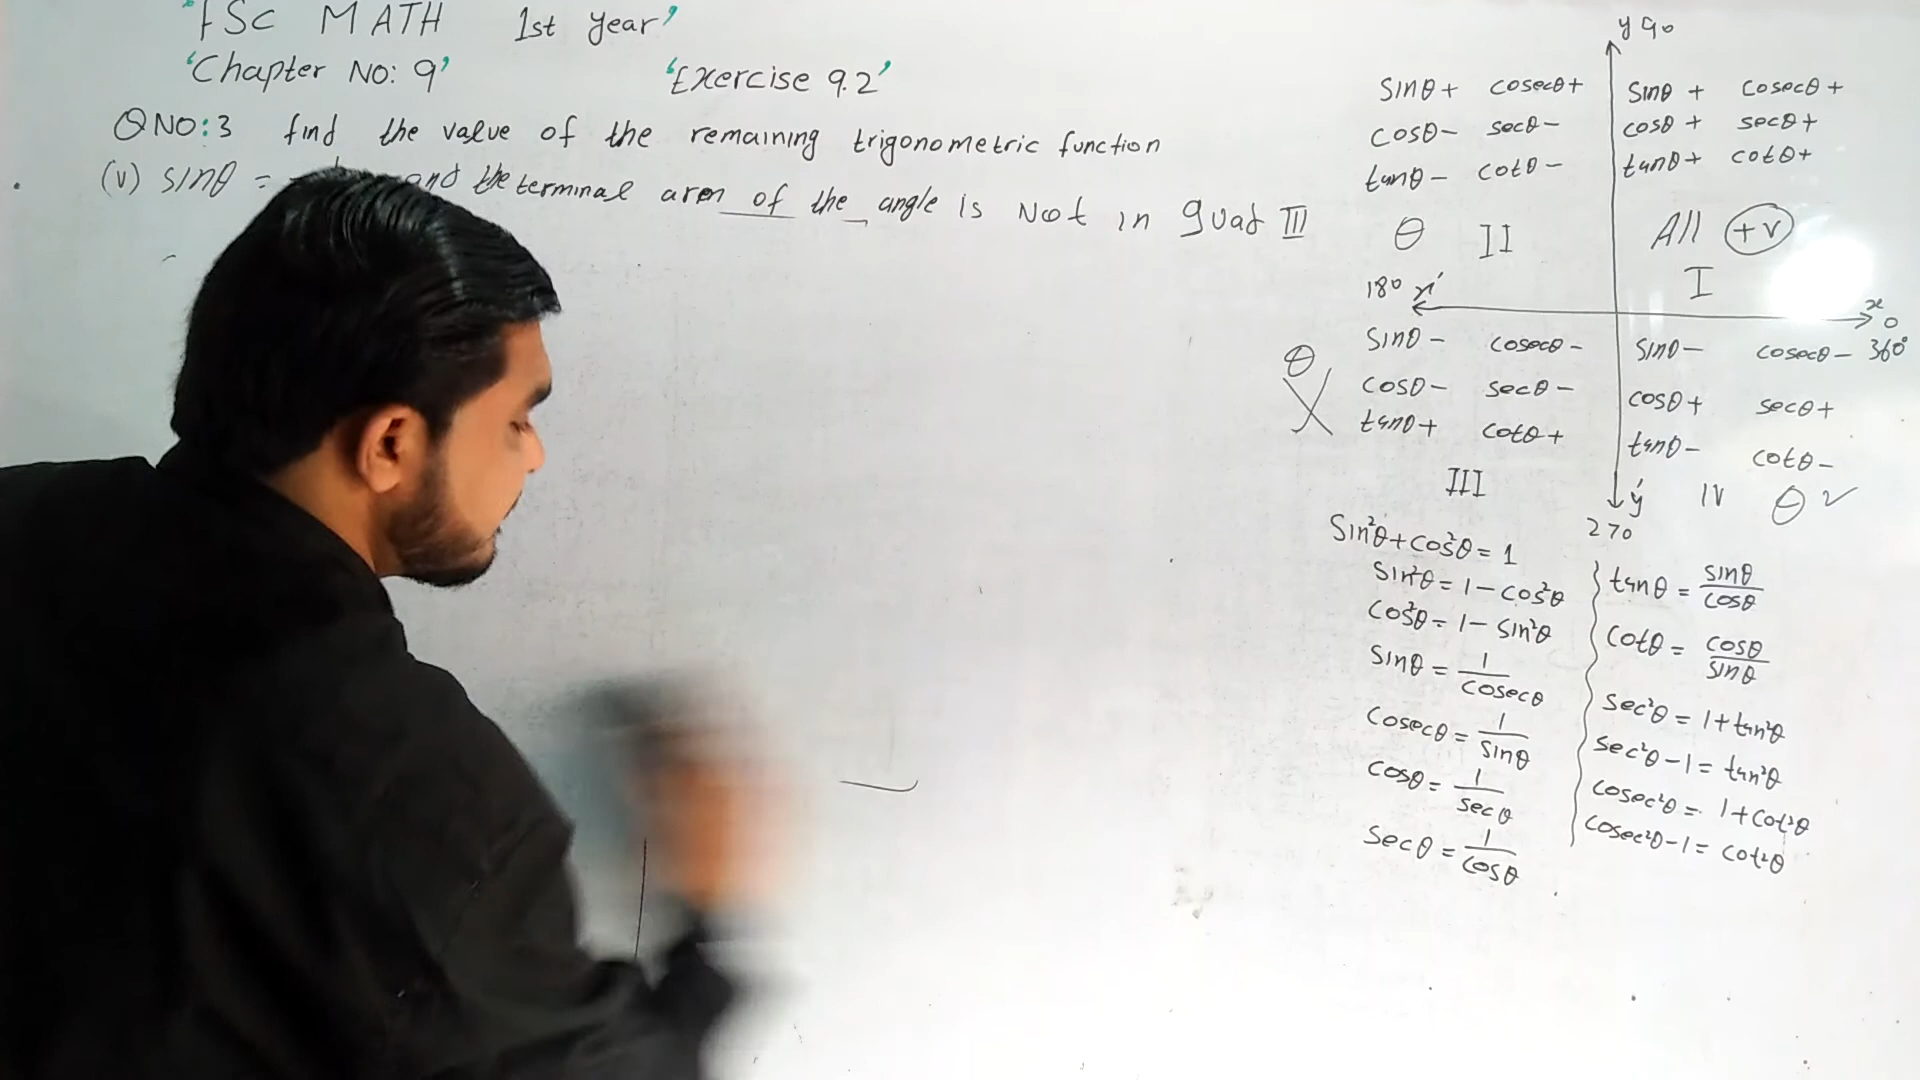 "FSC MATH 1st year"
'Chapter No: 9' 'Exercise 9.2'
QNO:3 find the value of the remaining trigonometric function
(v) sinθ = and the terminal arm of the angle is Not in quad III
y 90
sinθ + cosecθ +
cosθ - secθ -
tanθ - cotθ -
θ II
sinθ + cosecθ +
cosθ + secθ +
tanθ + cotθ +
All +v
I
180 x'
x 0
360°
sinθ - cosecθ -
θ cosθ - secθ -
tanθ + cotθ +
III
sinθ - cosecθ -
cosθ + secθ +
tanθ - cotθ -
y' IV θ ✓
270
Sin²θ + cos²θ = 1
Sin²θ = 1 - cos²θ
Cos²θ = 1 - sin²θ
Sinθ = 1/cosecθ
Cosecθ = 1/sinθ
cosθ = 1/secθ
Secθ = 1/cosθ
tanθ = sinθ/cosθ
cotθ = cosθ/sinθ
sec²θ = 1 + tan²θ
sec²θ - 1 = tan²θ
cosec²θ = 1 + cot²θ
cosec²θ - 1 = cot²θ